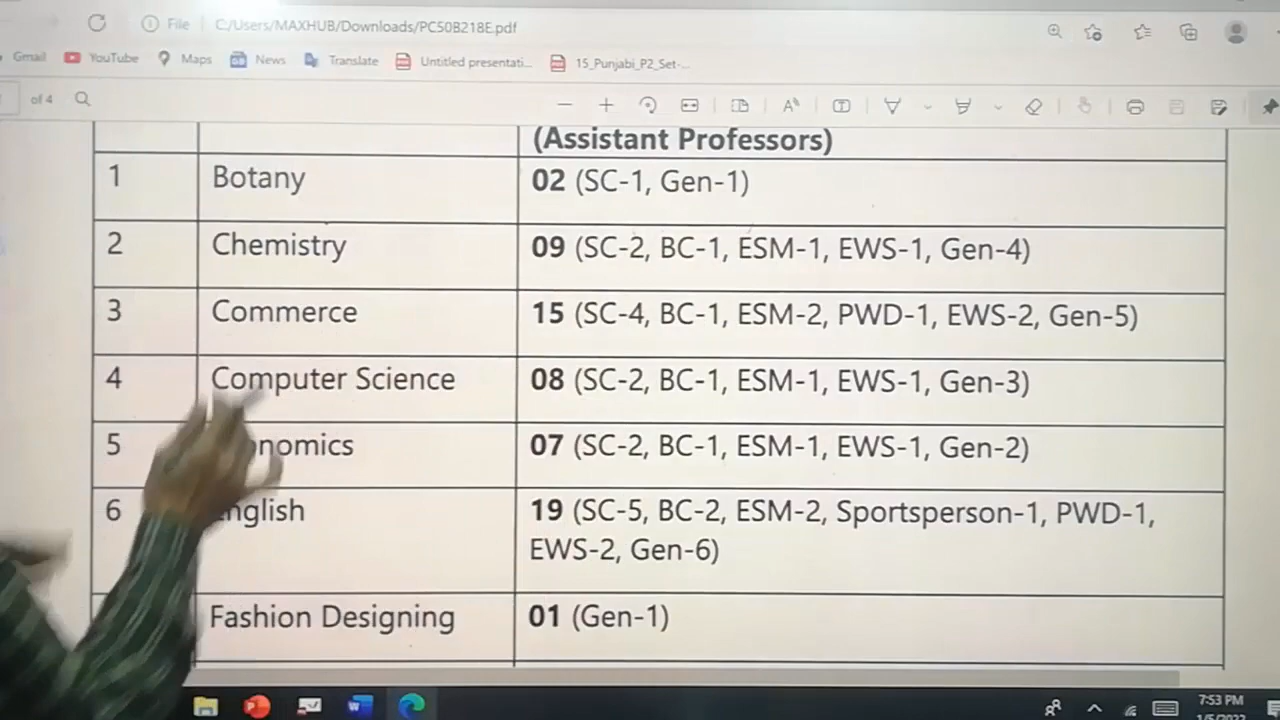 File C:/Users/MAXHUB/Downloads/PC50B218E.pdf
Gmail YouTube Maps News Translate Untitled presentati... 15_Punjabi_P2_Set-...
of 4
(Assistant Professors)
1 Botany 02 (SC-1, Gen-1)
2 Chemistry 09 (SC-2, BC-1, ESM-1, EWS-1, Gen-4)
3 Commerce 15 (SC-4, BC-1, ESM-2, PWD-1, EWS-2, Gen-5)
4 Computer Science 08 (SC-2, BC-1, ESM-1, EWS-1, Gen-3)
5 onomics 07 (SC-2, BC-1, ESM-1, EWS-1, Gen-2)
6 English 19 (SC-5, BC-2, ESM-2, Sportsperson-1, PWD-1,
EWS-2, Gen-6)
Fashion Designing 01 (Gen-1)
7:53 PM